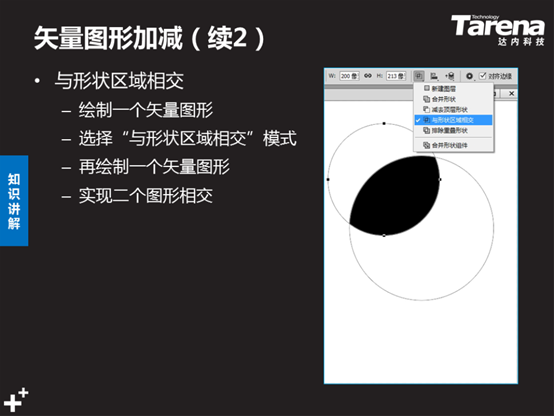 矢量图形加减（续2）
Technology
Tarena
达内科技
• 与形状区域相交
– 绘制一个矢量图形
– 选择“与形状区域相交”模式
– 再绘制一个矢量图形
– 实现二个图形相交
知识讲解
W: 200 像 H: 213 像 对齐边缘
新建图层
合并形状
减去顶层形状
与形状区域相交
排除重叠形状
合并形状组件